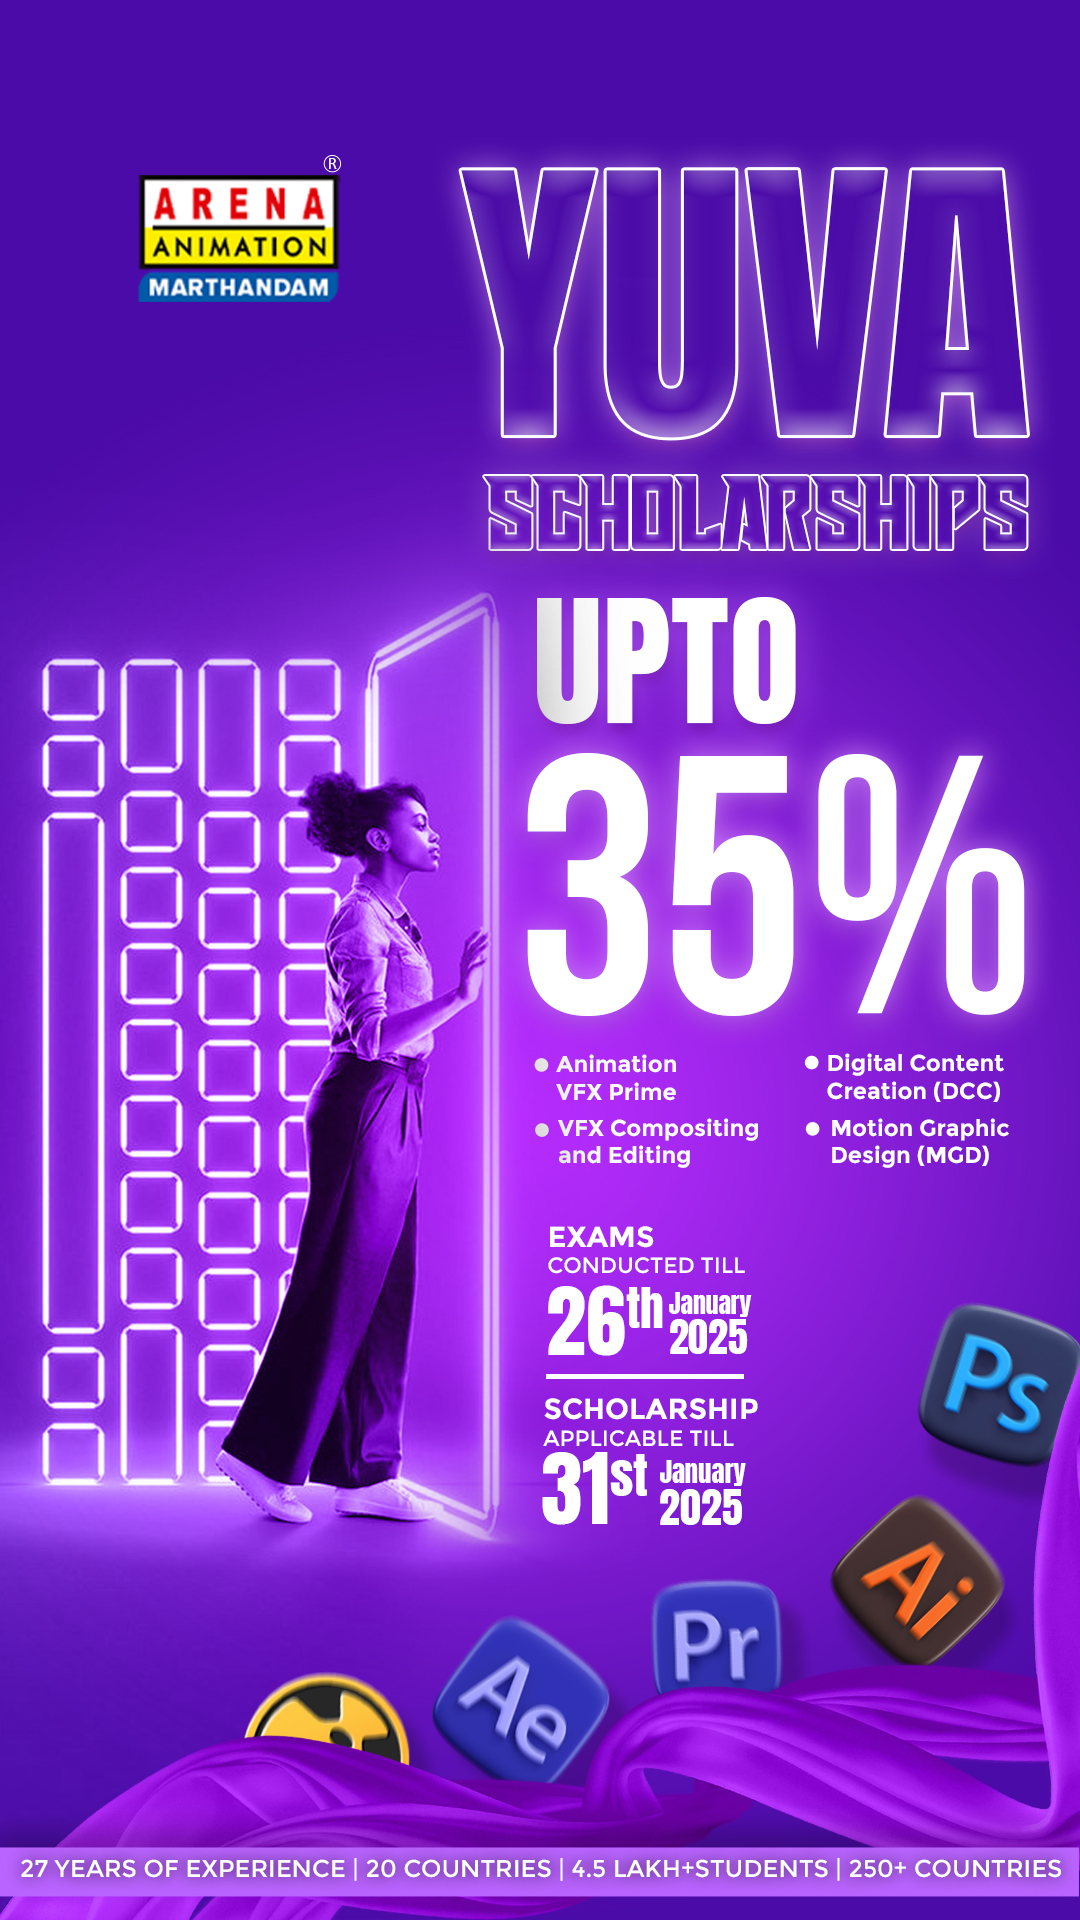 ®
ARENA
ANIMATION
MARTHANDAM
YUVA
SCHOLARSHIPS
UPTO
35%
Animation
VFX Prime
VFX Compositing
and Editing
Digital Content
Creation (DCC)
Motion Graphic
Design (MGD)
EXAMS
CONDUCTED TILL
26th January
2025
SCHOLARSHIP
APPLICABLE TILL
31st January
2025
Ps
Ai
Pr
Ae
27 YEARS OF EXPERIENCE | 20 COUNTRIES | 4.5 LAKH+STUDENTS | 250+ COUNTRIES